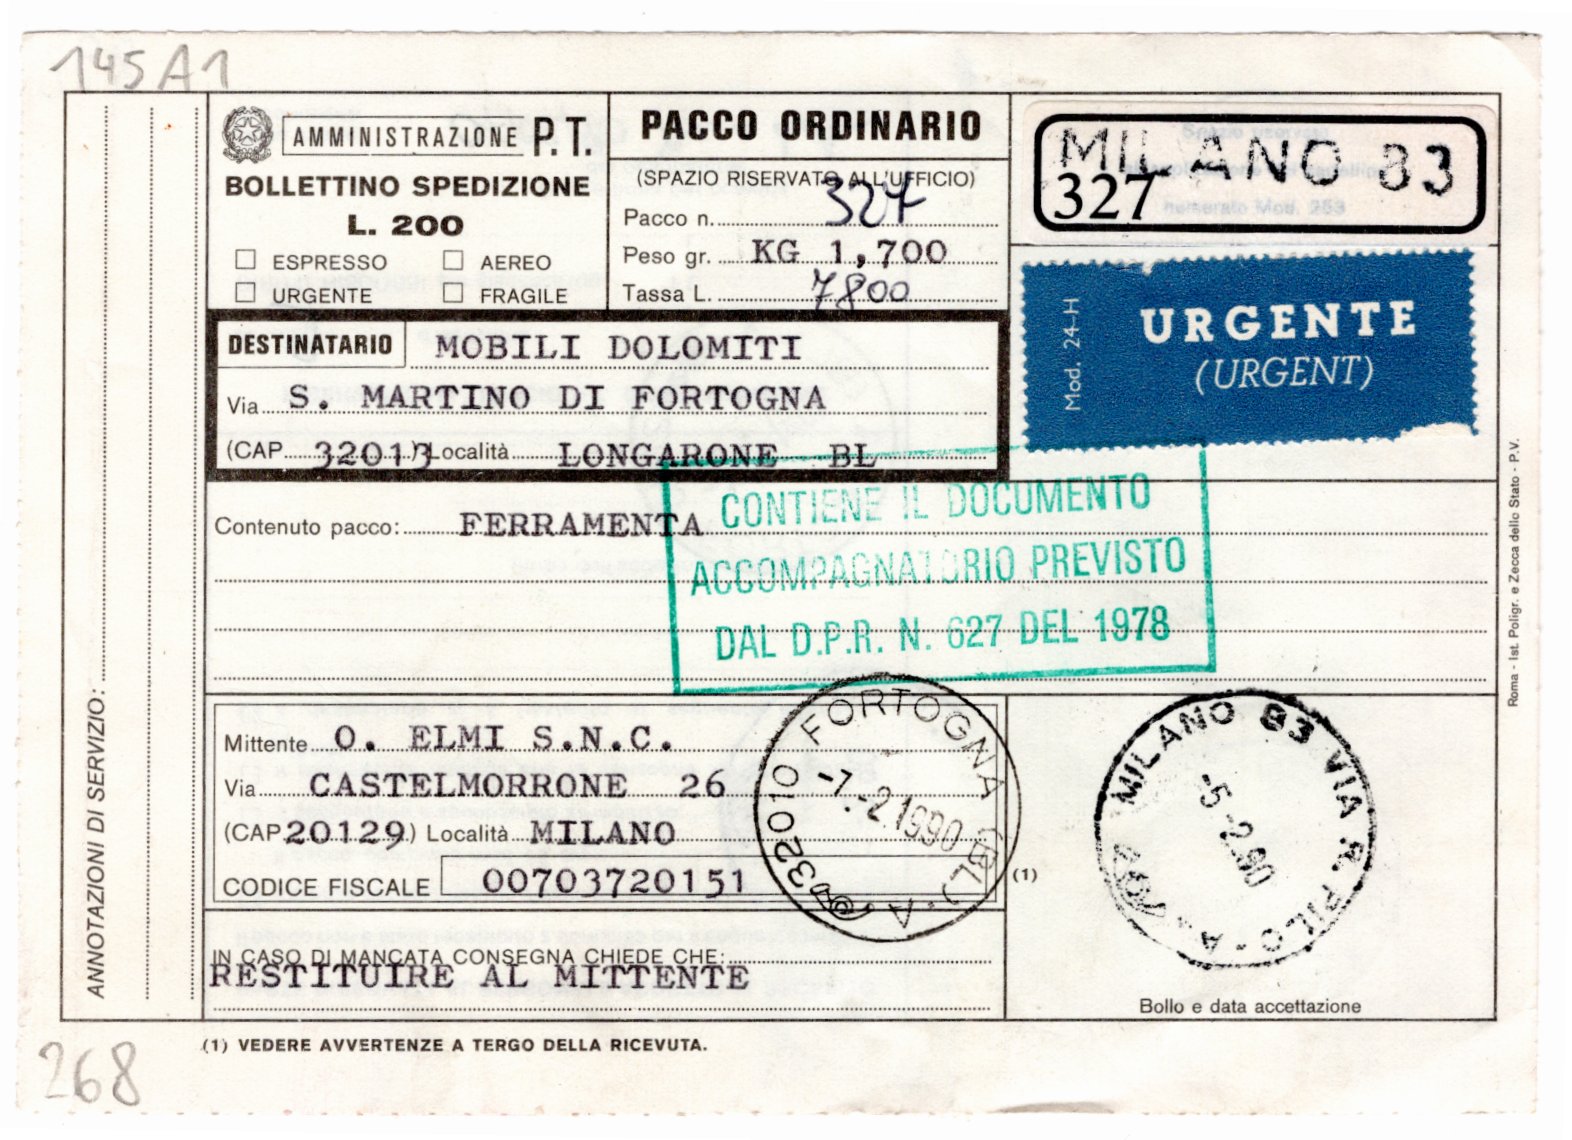 145A1
AMMINISTRAZIONE P.T.
BOLLETTINO SPEDIZIONE
L. 200
ESPRESSO AEREO
URGENTE FRAGILE
PACCO ORDINARIO
(SPAZIO RISERVATO ALL'UFFICIO)
Pacco n. 327
Peso gr. KG 1,700
Tassa L. 7800
MILANO 83
327
Mod. 24-H
URGENTE
(URGENT)
DESTINATARIO MOBILI DOLOMITI
Via S. MARTINO DI FORTOGNA
(CAP 32013) Località LONGARONE BL
Contenuto pacco: FERRAMENTA
CONTIENE IL DOCUMENTO
ACCOMPAGNATORIO PREVISTO
DAL D.P.R. N. 627 DEL 1978
Mittente O. ELMI S.N.C.
Via CASTELMORRONE 26
(CAP 20129) Località MILANO
CODICE FISCALE 00703720151
(1)
32010 FORTOGNA (BL) A
-7.-2 1990
MILANO 83 VIA R. PILO A
-5.-2.90
IN CASO DI MANCATA CONSEGNA CHIEDE CHE:
RESTITUIRE AL MITTENTE
Bollo e data accettazione
ANNOTAZIONI DI SERVIZIO:
Roma - Ist. Poligr. e Zecca dello Stato - P.V.
(1) VEDERE AVVERTENZE A TERGO DELLA RICEVUTA.
268